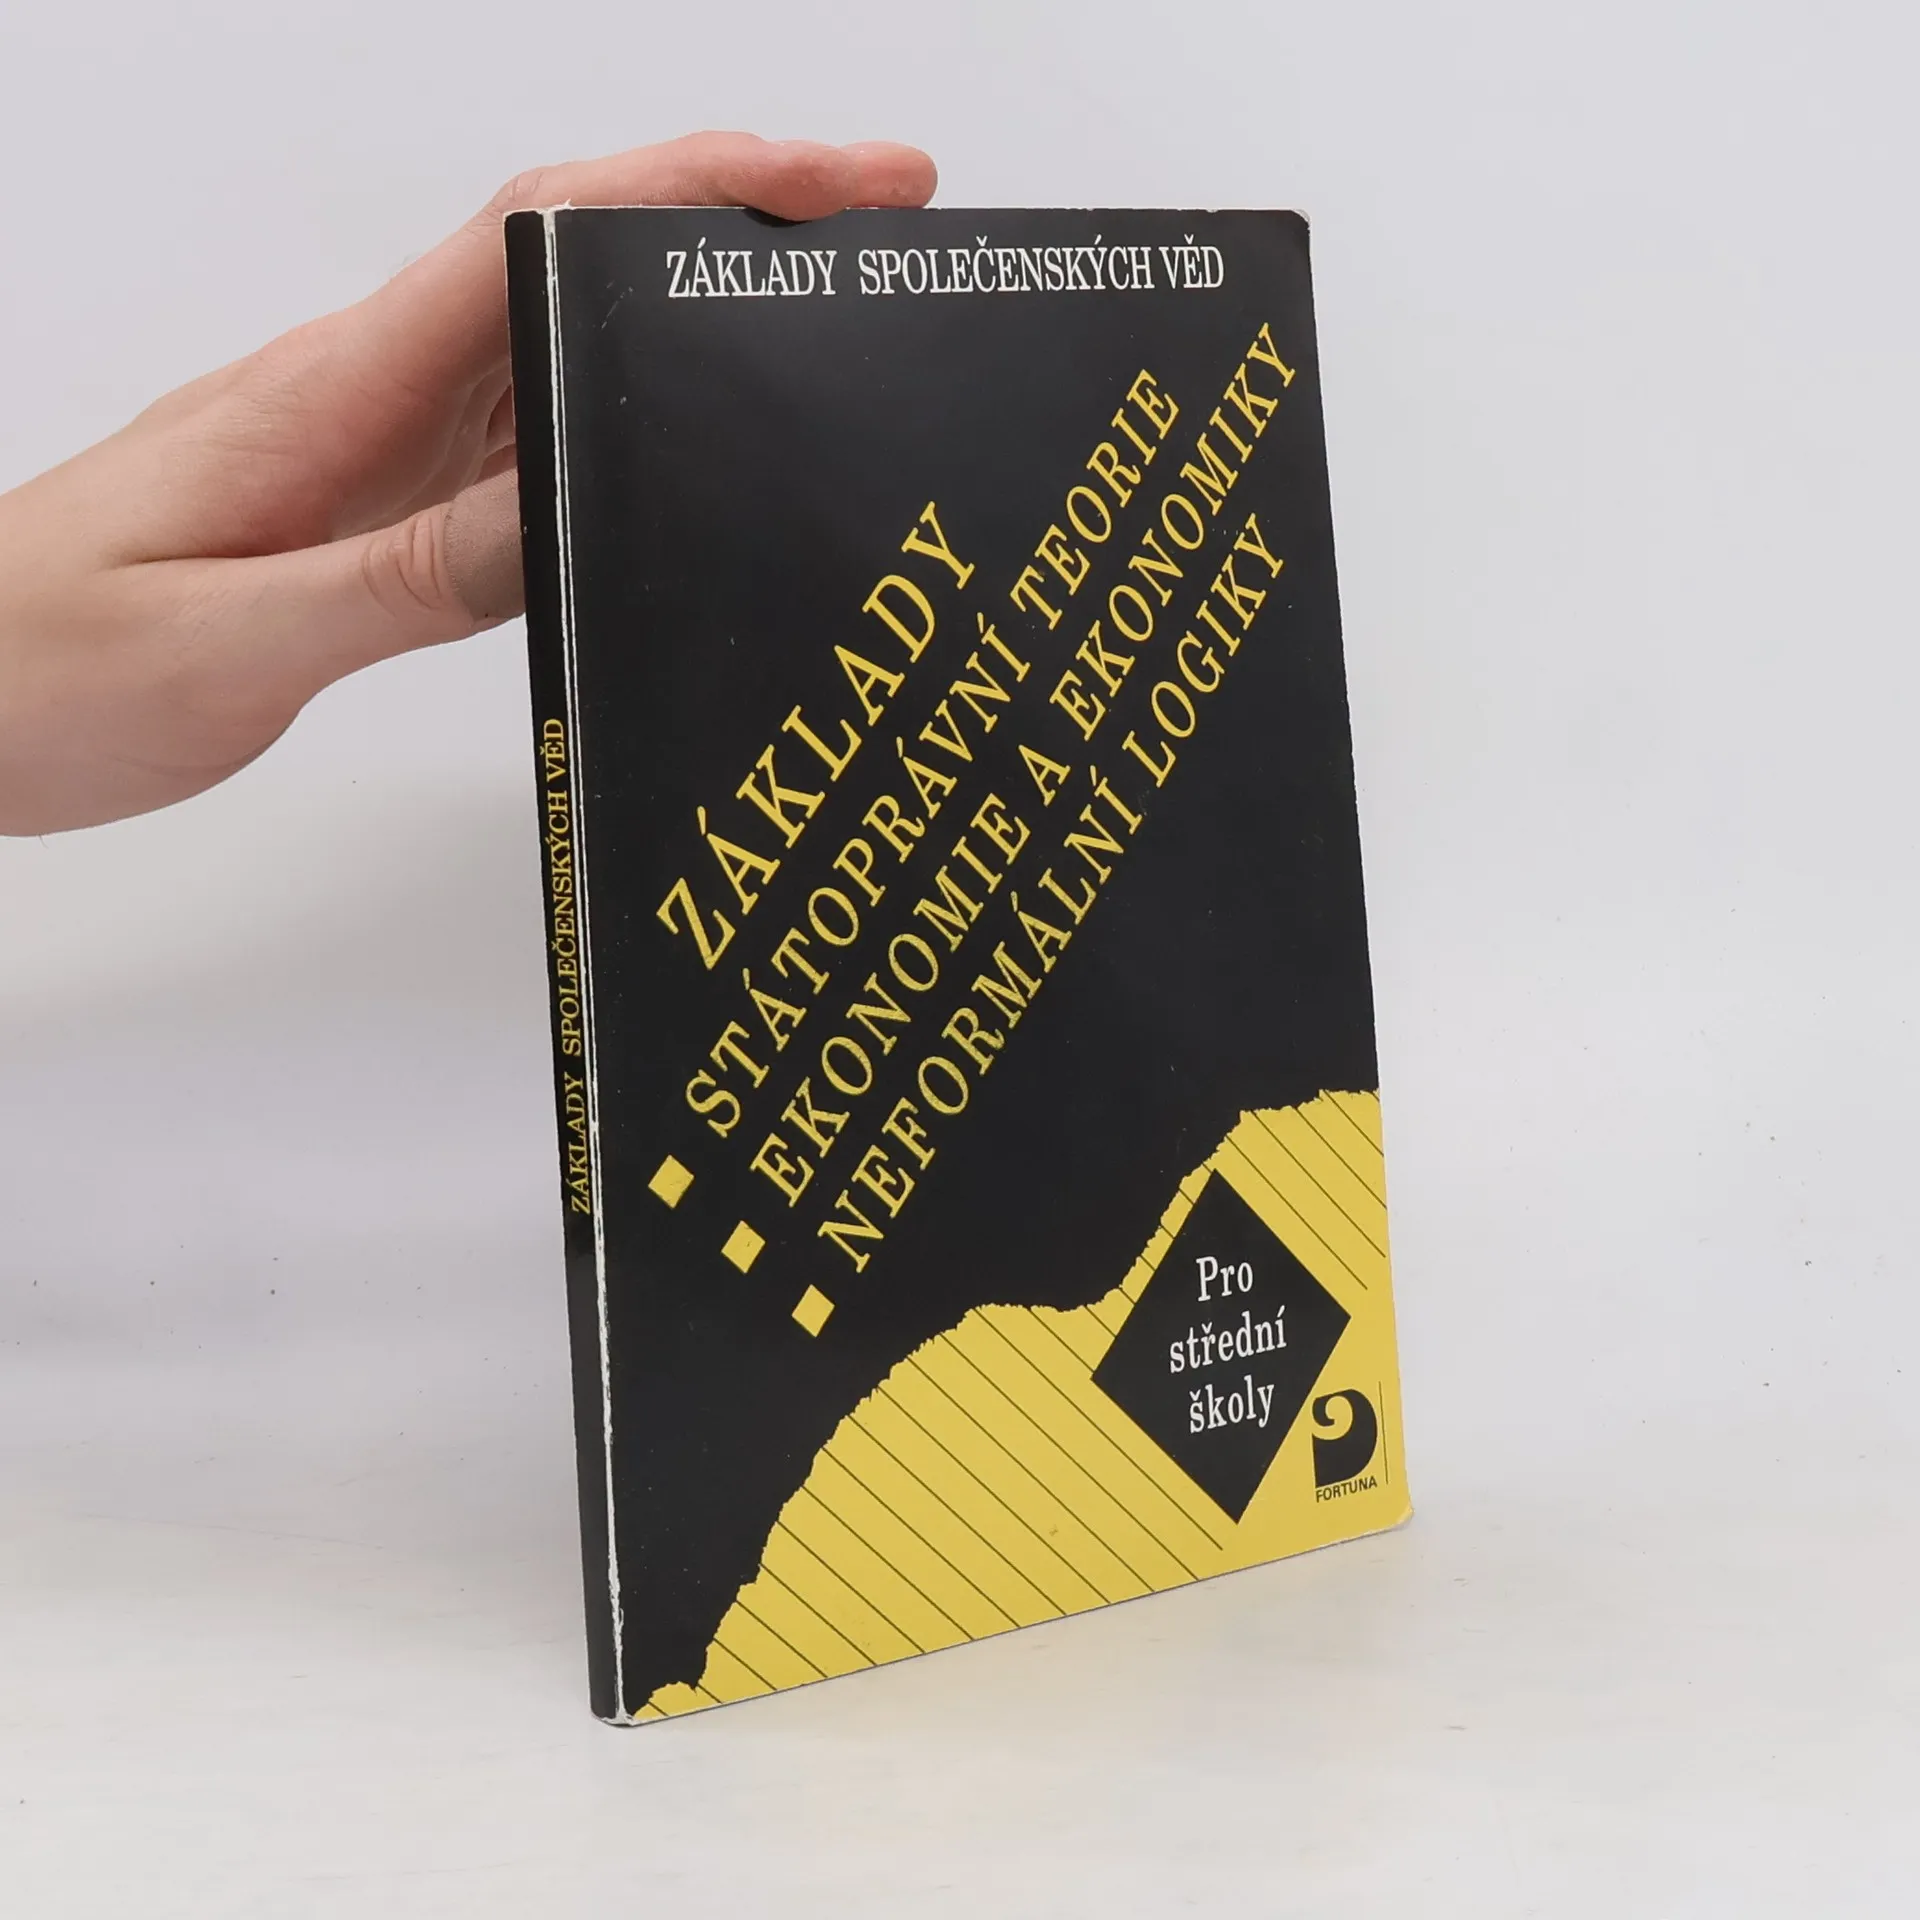 ZÁKLADY SPOLEČENSKÝCH VĚD
ZÁKLADY
STÁTOPRÁVNÍ TEORIE
EKONOMIE A EKONOMIKY
NEFORMÁLNÍ LOGIKY
Pro
střední
školy
FORTUNA
ZÁKLADY SPOLEČENSKÝCH VĚD